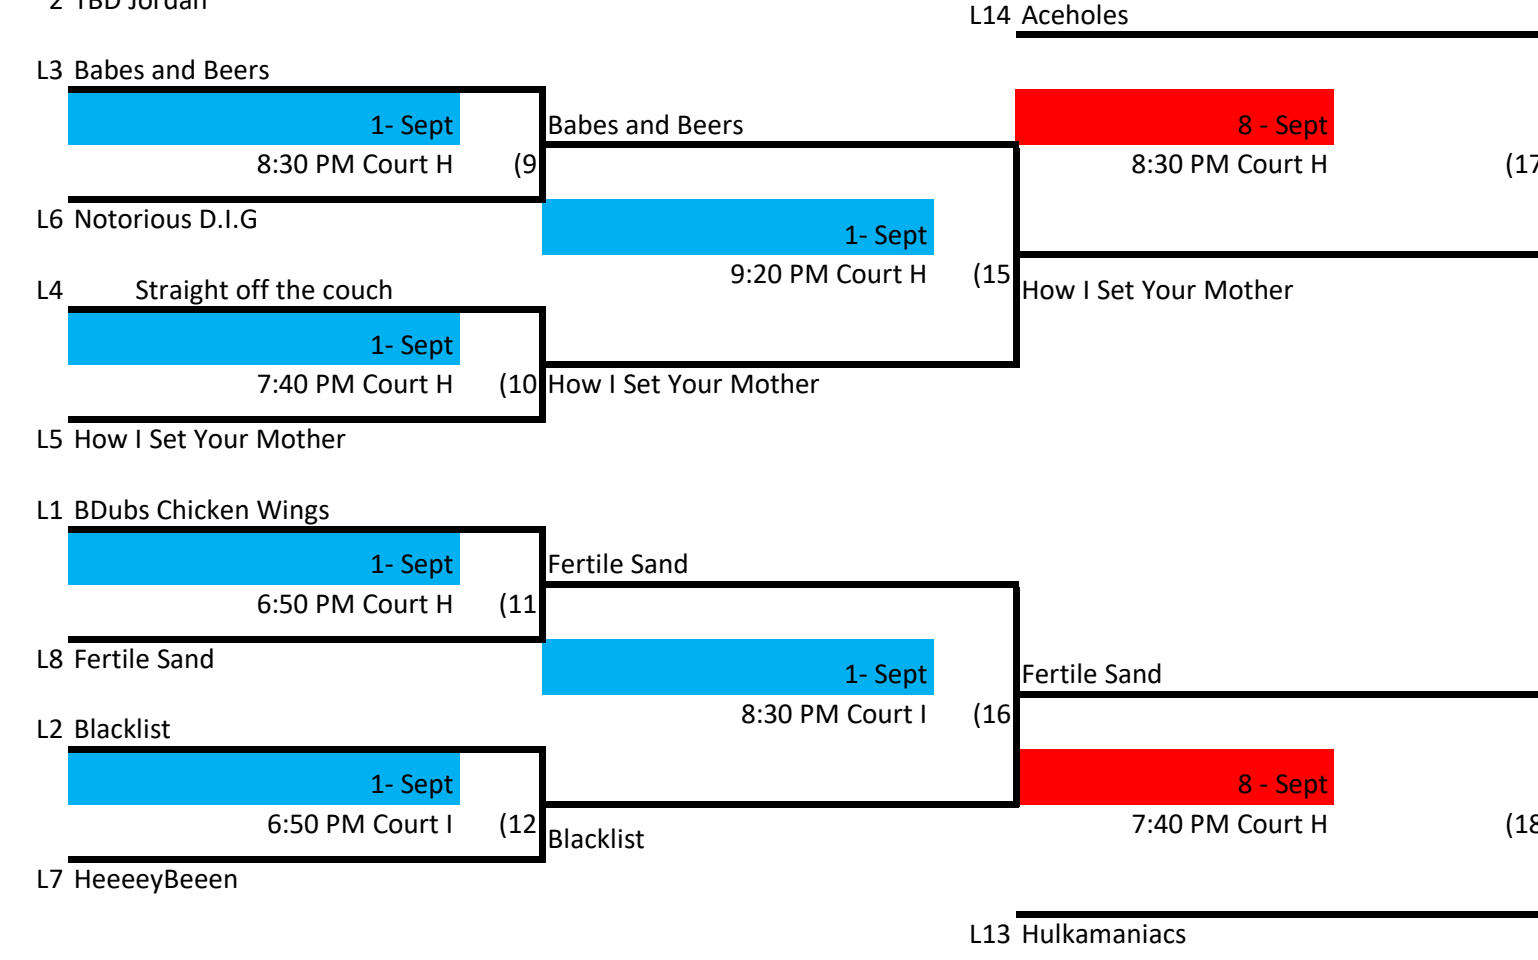 2 TBD Jordan
L14 Aceholes
L3 Babes and Beers
1- Sept
Babes and Beers
8 - Sept
8:30 PM Court H (9
8:30 PM Court H (17
L6 Notorious D.I.G
1- Sept
9:20 PM Court H (15
L4 Straight off the couch
How I Set Your Mother
1- Sept
7:40 PM Court H (10
How I Set Your Mother
L5 How I Set Your Mother
L1 BDubs Chicken Wings
1- Sept
Fertile Sand
6:50 PM Court H (11
L8 Fertile Sand
1- Sept
Fertile Sand
8:30 PM Court I (16
L2 Blacklist
1- Sept
8 - Sept
6:50 PM Court I (12
Blacklist
7:40 PM Court H (18
L7 HeeeeyBeeen
L13 Hulkamaniacs